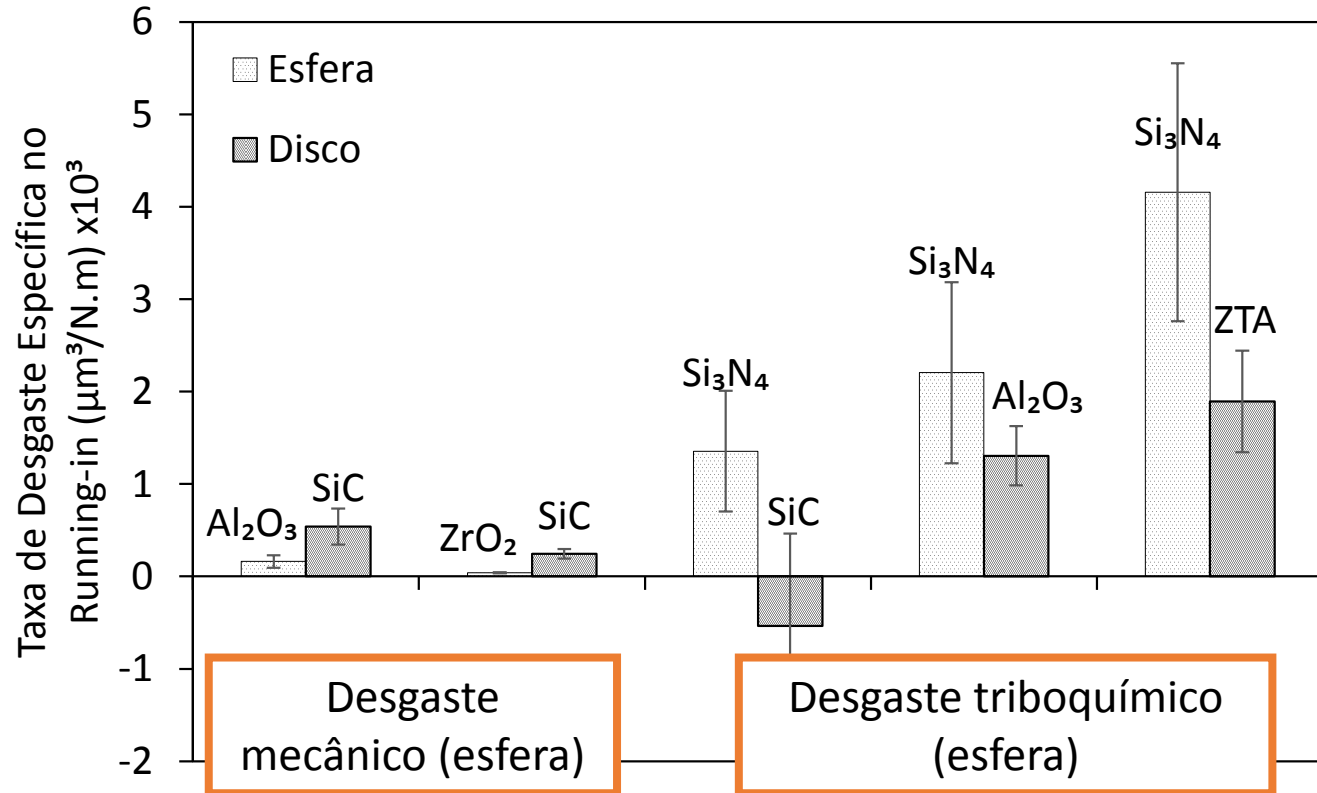 Taxa de Desgaste Específica no
Running-in (µm³/N.m) x10³
6
5
4
3
2
1
0
-1
-2
Esfera
Disco
Al₂O₃
SiC
ZrO₂
SiC
Si₃N₄
SiC
Si₃N₄
Al₂O₃
Si₃N₄
ZTA
Desgaste
mecânico (esfera)
Desgaste triboquímico
(esfera)